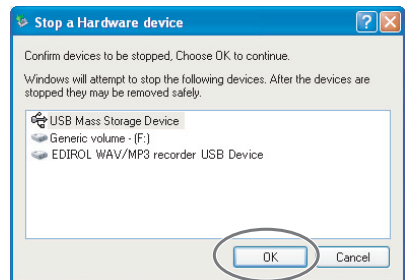 Stop a Hardware device
Confirm devices to be stopped, Choose OK to continue.
Windows will attempt to stop the following devices. After the devices are
stopped they may be removed safely.
USB Mass Storage Device
Generic volume - (F:)
EDIROL WAV/MP3 recorder USB Device
OK
Cancel